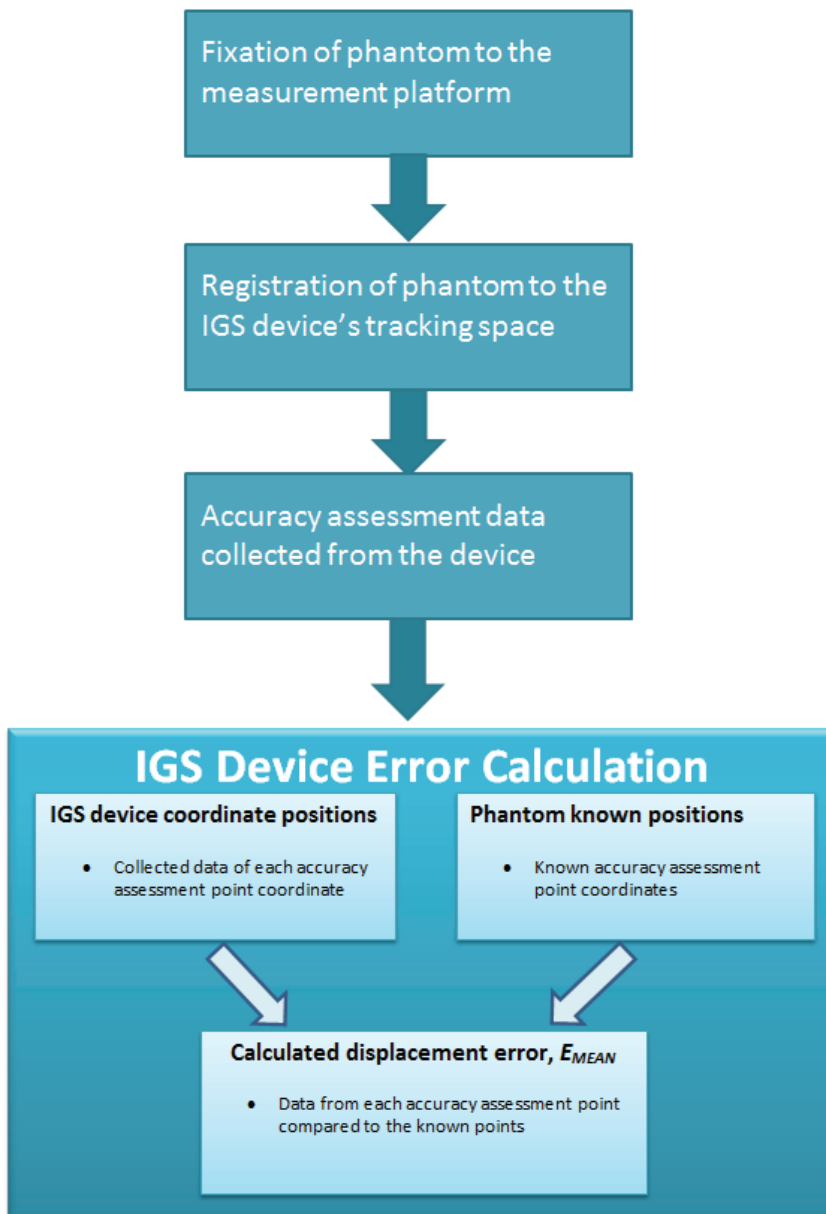 Fixation of phantom to the
measurement platform
Registration of phantom to the
IGS device's tracking space
Accuracy assessment data
collected from the device
IGS Device Error Calculation
IGS device coordinate positions
• Collected data of each accuracy
assessment point coordinate
Phantom known positions
• Known accuracy assessment
point coordinates
Calculated displacement error, EMEAN
• Data from each accuracy assessment point
compared to the known points